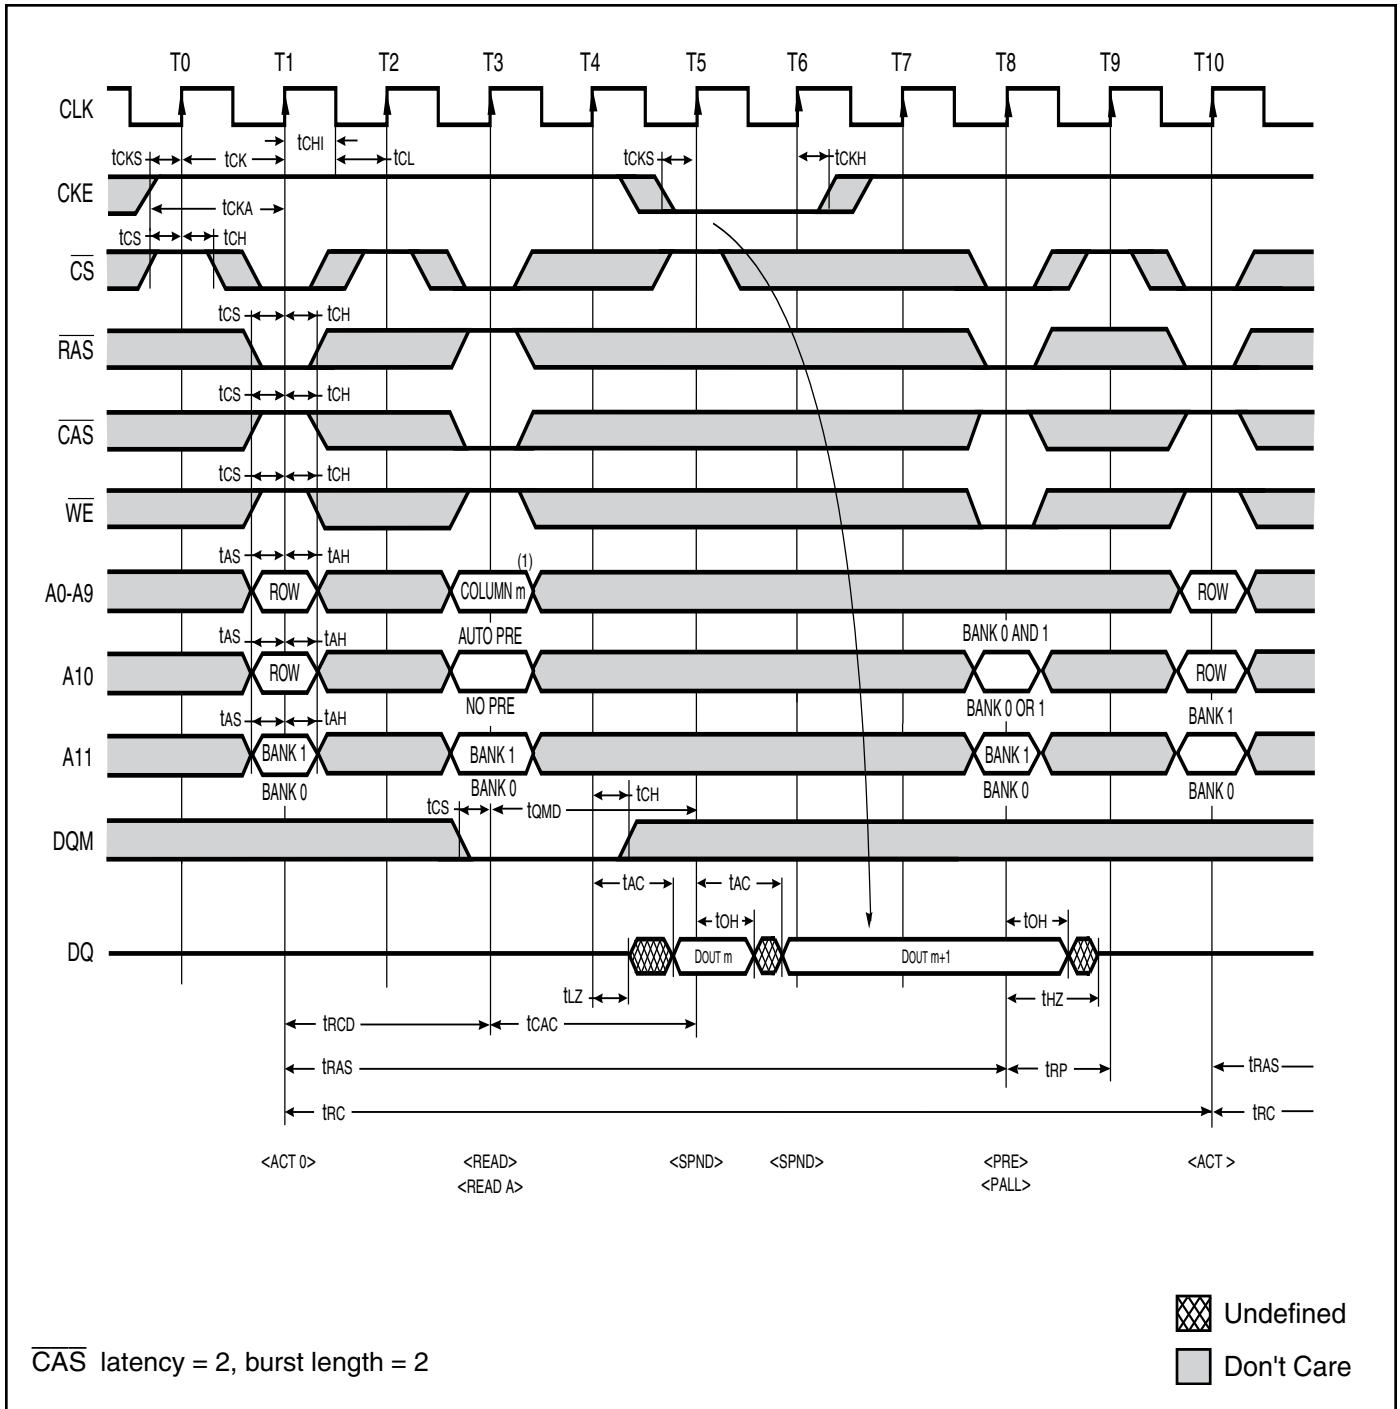 T0 T1 T2 T3 T4 T5 T6 T7 T8 T9 T10
CLK
tCHI
tCKS tCK tCL tCKS tCKH
CKE
tCKA
tCS tCH
CS
tCS tCH
RAS
tCS tCH
CAS
tCS tCH
WE
tAS tAH (1)
A0-A9 ROW COLUMN m ROW
tAS tAH AUTO PRE BANK 0 AND 1
A10 ROW ROW
NO PRE BANK 0 OR 1
tAS tAH BANK 1
A11 BANK 1 BANK 1 BANK 1
BANK 0 BANK 0 BANK 0 BANK 0
tCH
tCS tQMD
DQM
tAC tAC
tOH tOH
DQ DOUT m DOUT m+1
tLZ tHZ
tRCD tCAC
tRAS tRP tRAS
tRC tRC
<ACT 0> <READ> <SPND> <SPND> <PRE> <ACT >
<READ A> <PALL>
Undefined
CAS latency = 2, burst length = 2
Don't Care